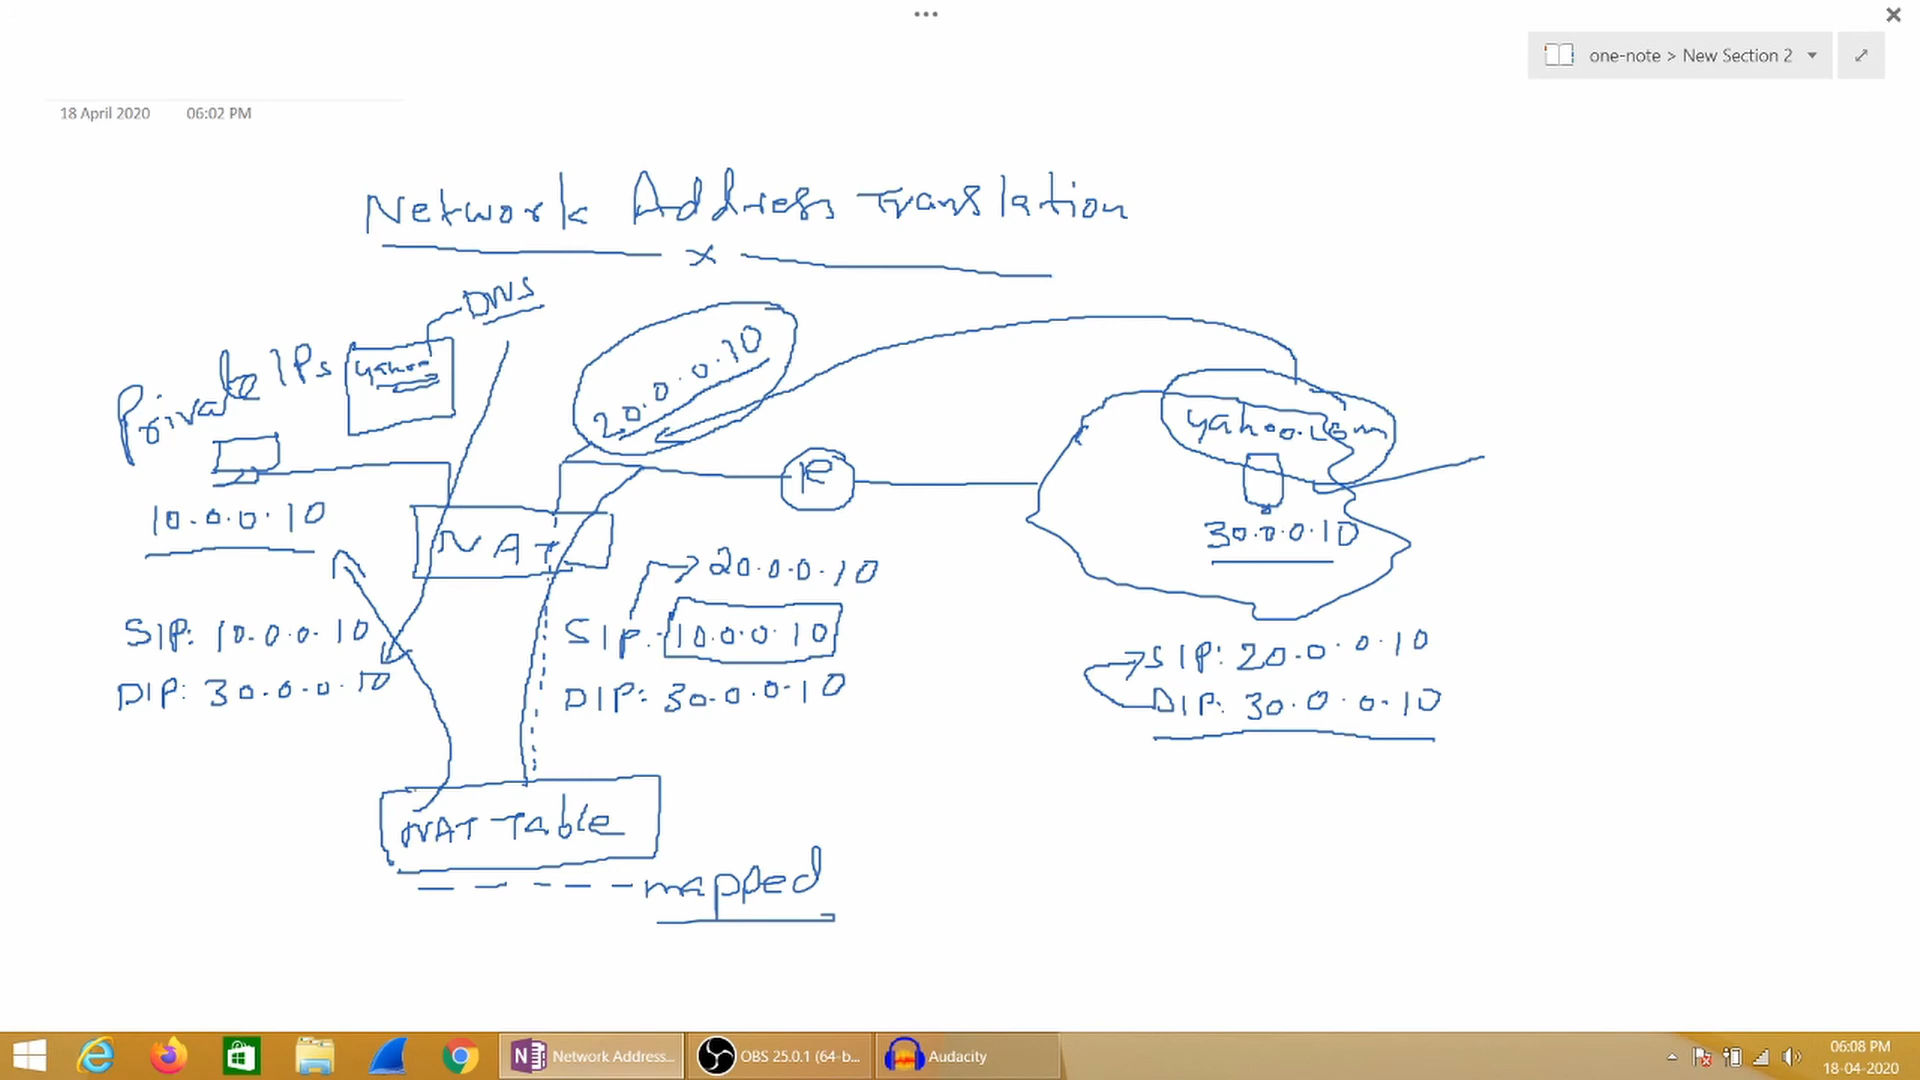 one-note > New Section 2
18 April 2020 06:02 PM
Network Address Translation
x
DNS
Private IPs
yahoo
20.0.0.10
yahoo.com
R
10.0.0.10
NAT
30.0.0.10
20.0.0.10
SIP: 10.0.0.10
DIP: 30.0.0.10
SIP: 10.0.0.10
DIP: 30.0.0.10
SIP: 20.0.0.10
DIP: 30.0.0.10
NAT Table
mapped
Network Address...
OBS 25.0.1 (64-b...
Audacity
06:08 PM
18-04-2020